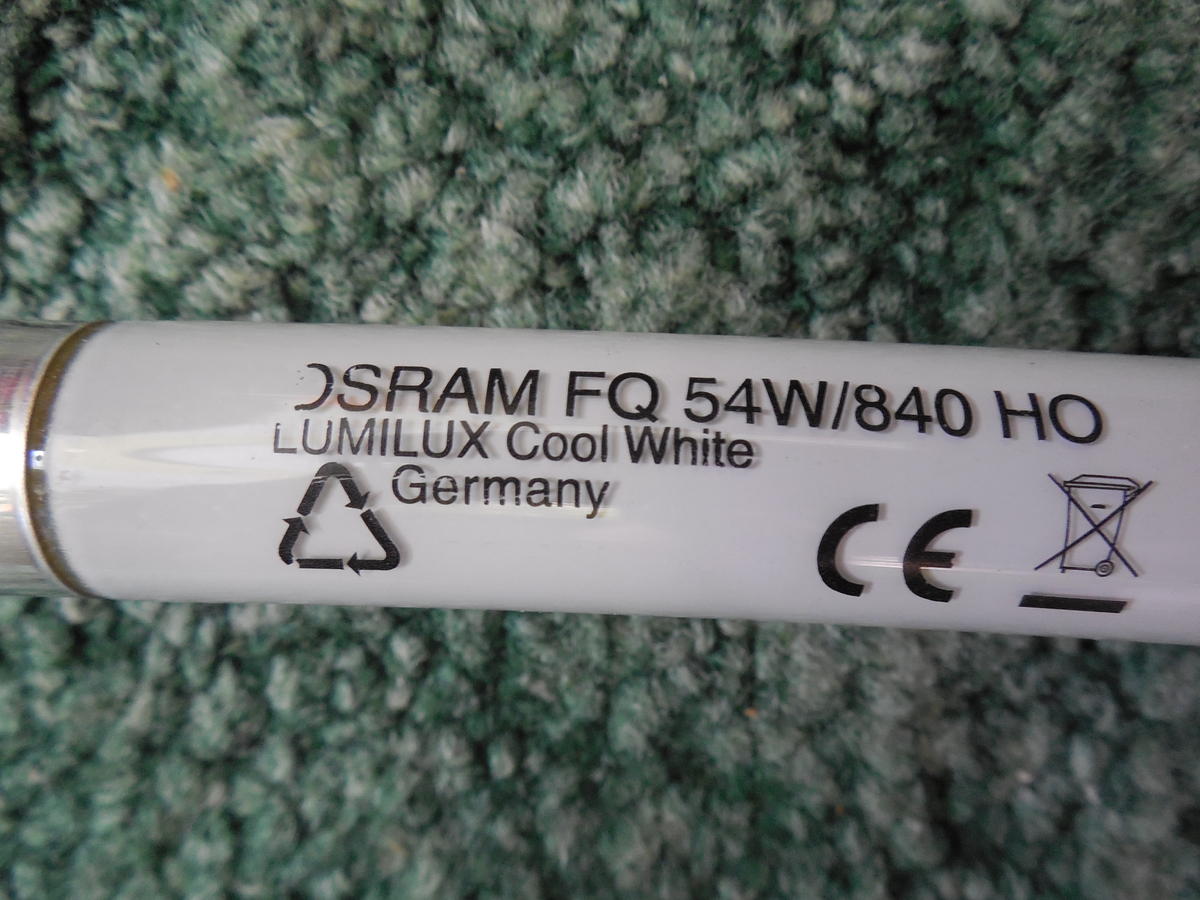 OSRAM FQ 54W/840 HO
LUMILUX Cool White
Germany
CE